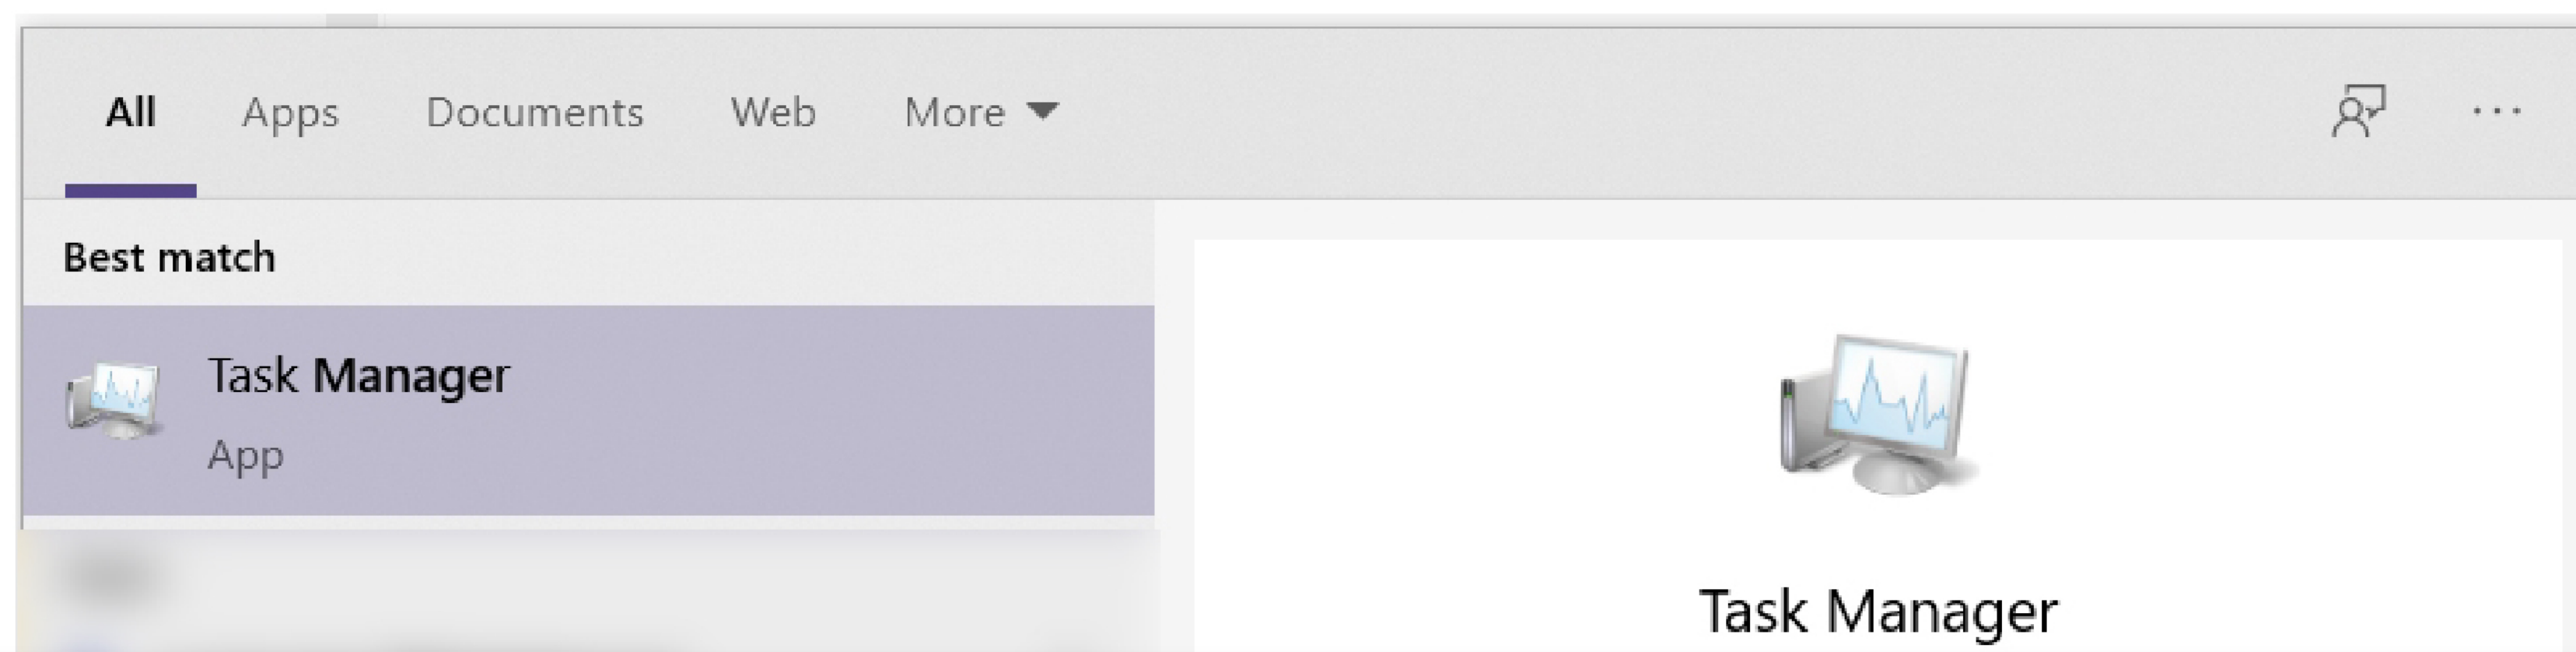 All Apps Documents Web More
Best match
Task Manager
App
Task Manager